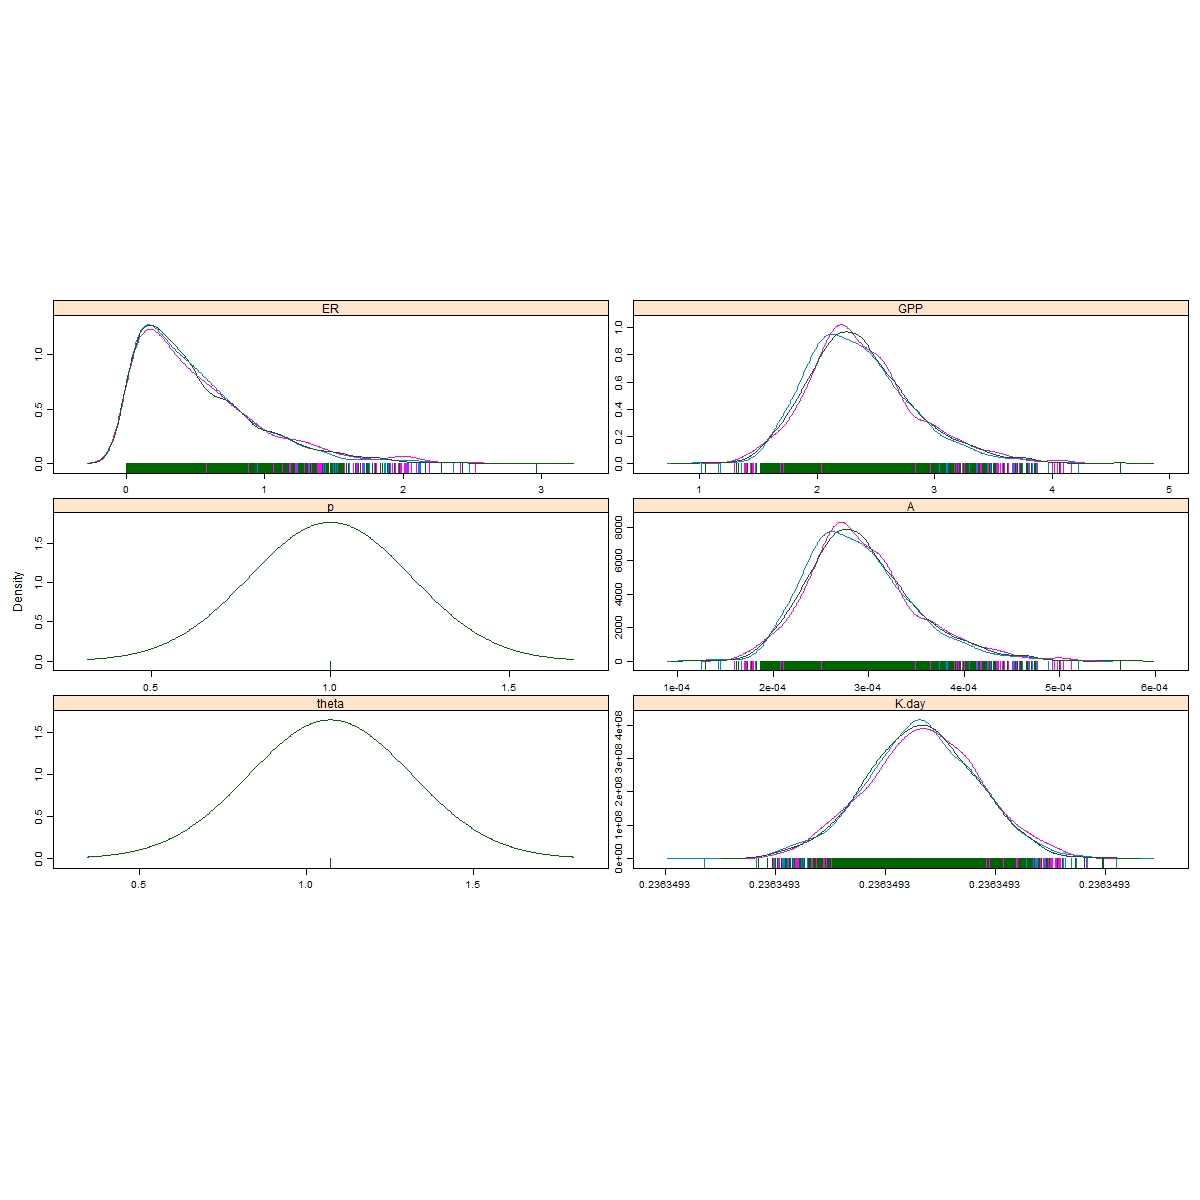 ER
GPP
0.0 0.5 1.0
0 1 2 3
0.0 0.2 0.4 0.6 0.8 1.0
1 2 3 4 5
p
A
0.0 0.5 1.0 1.5
0.5 1.0 1.5
0 2000 4000 6000 8000
1e-04 2e-04 3e-04 4e-04 5e-04 6e-04
Density
theta
K.day
0.0 0.5 1.0 1.5
0.5 1.0 1.5
0e+00 1e+08 2e+08 3e+08 4e+08
0.2363493 0.2363493 0.2363493 0.2363493 0.2363493